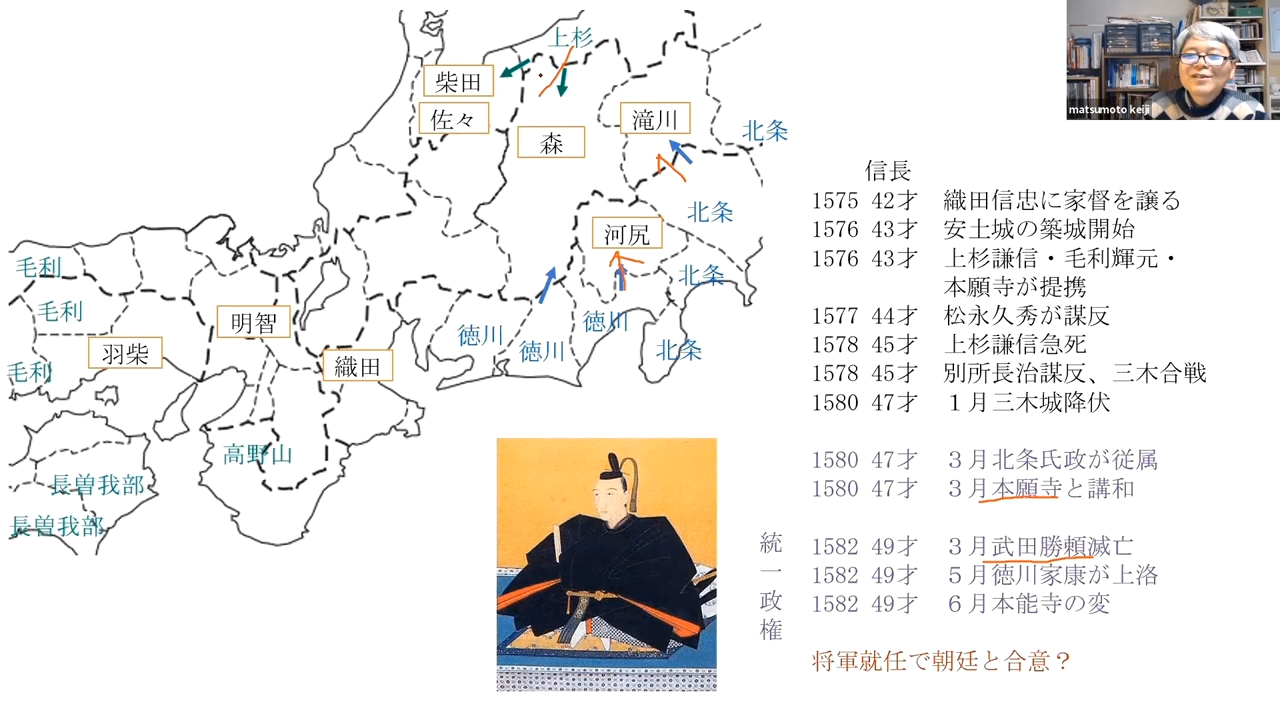 上杉
柴田
佐々
森
滝川
北条
北条
河尻
北条
徳川
徳川
徳川
北条
毛利
毛利
毛利
明智
羽柴
織田
高野山
長曽我部
長曽我部
matsumoto keiji
信長
1575 42才 織田信忠に家督を譲る
1576 43才 安土城の築城開始
1576 43才 上杉謙信・毛利輝元・
本願寺が提携
1577 44才 松永久秀が謀反
1578 45才 上杉謙信急死
1578 45才 別所長治謀反、三木合戦
1580 47才 １月三木城降伏
1580 47才 ３月北条氏政が従属
1580 47才 ３月本願寺と講和
統一政権
1582 49才 ３月武田勝頼滅亡
1582 49才 ５月徳川家康が上洛
1582 49才 ６月本能寺の変
将軍就任で朝廷と合意？